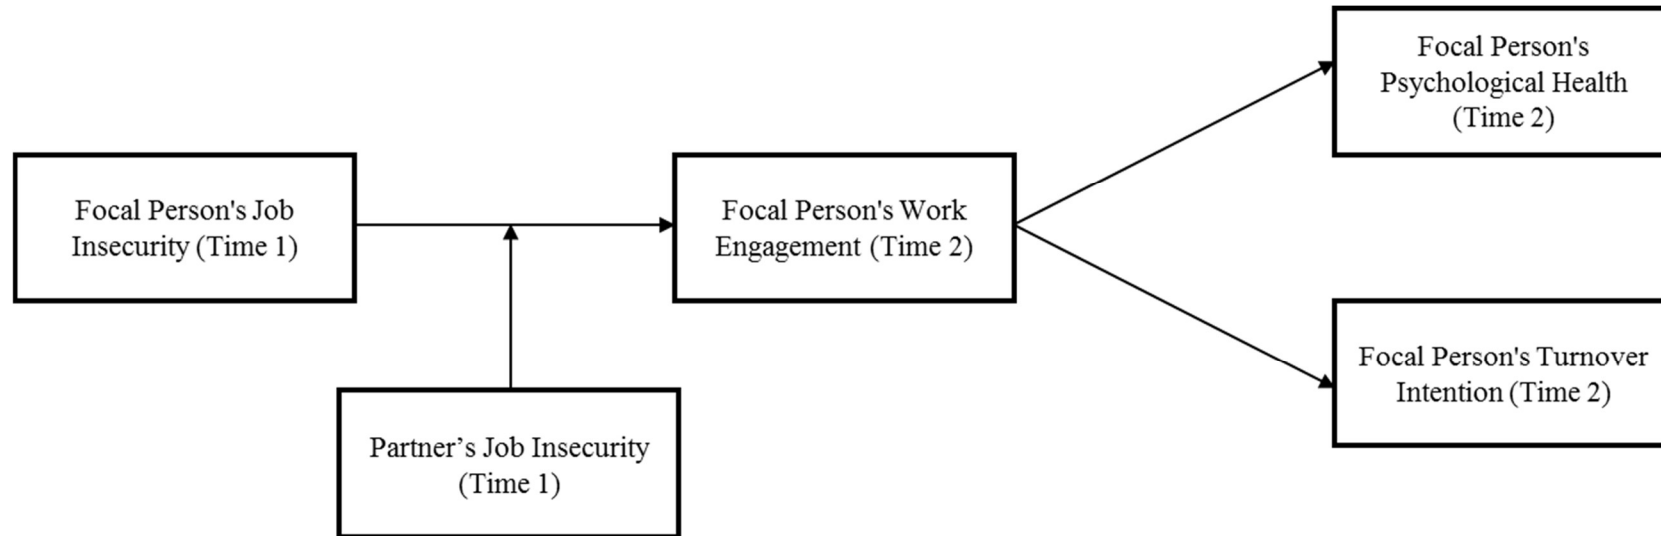 Focal Person's
Psychological Health
(Time 2)
Focal Person's Job
Insecurity (Time 1)
Focal Person's Work
Engagement (Time 2)
Focal Person's Turnover
Intention (Time 2)
Partner’s Job Insecurity
(Time 1)